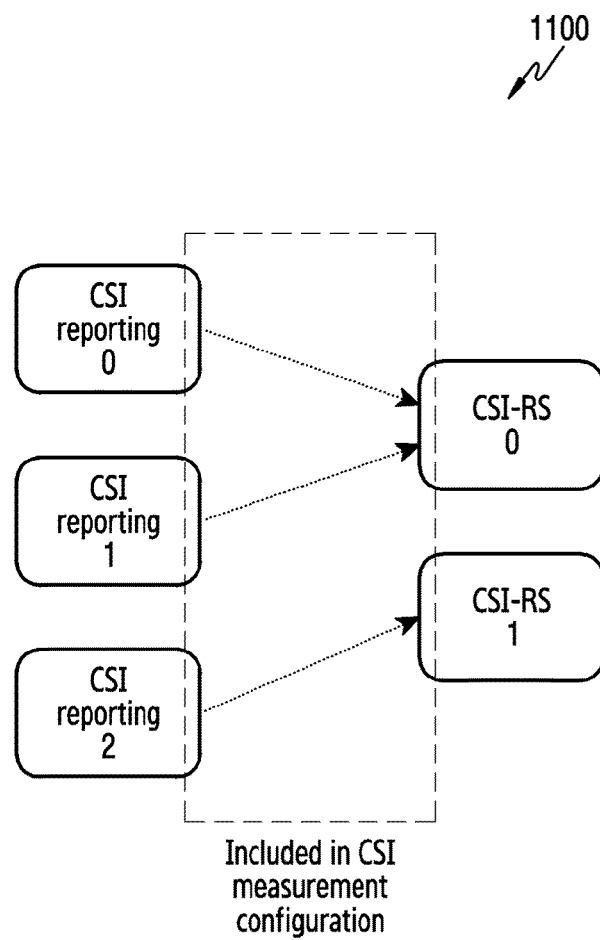 1100
CSI
reporting
0
CSI-RS
0
CSI
reporting
1
CSI-RS
1
CSI
reporting
2
Included in CSI
measurement
configuration